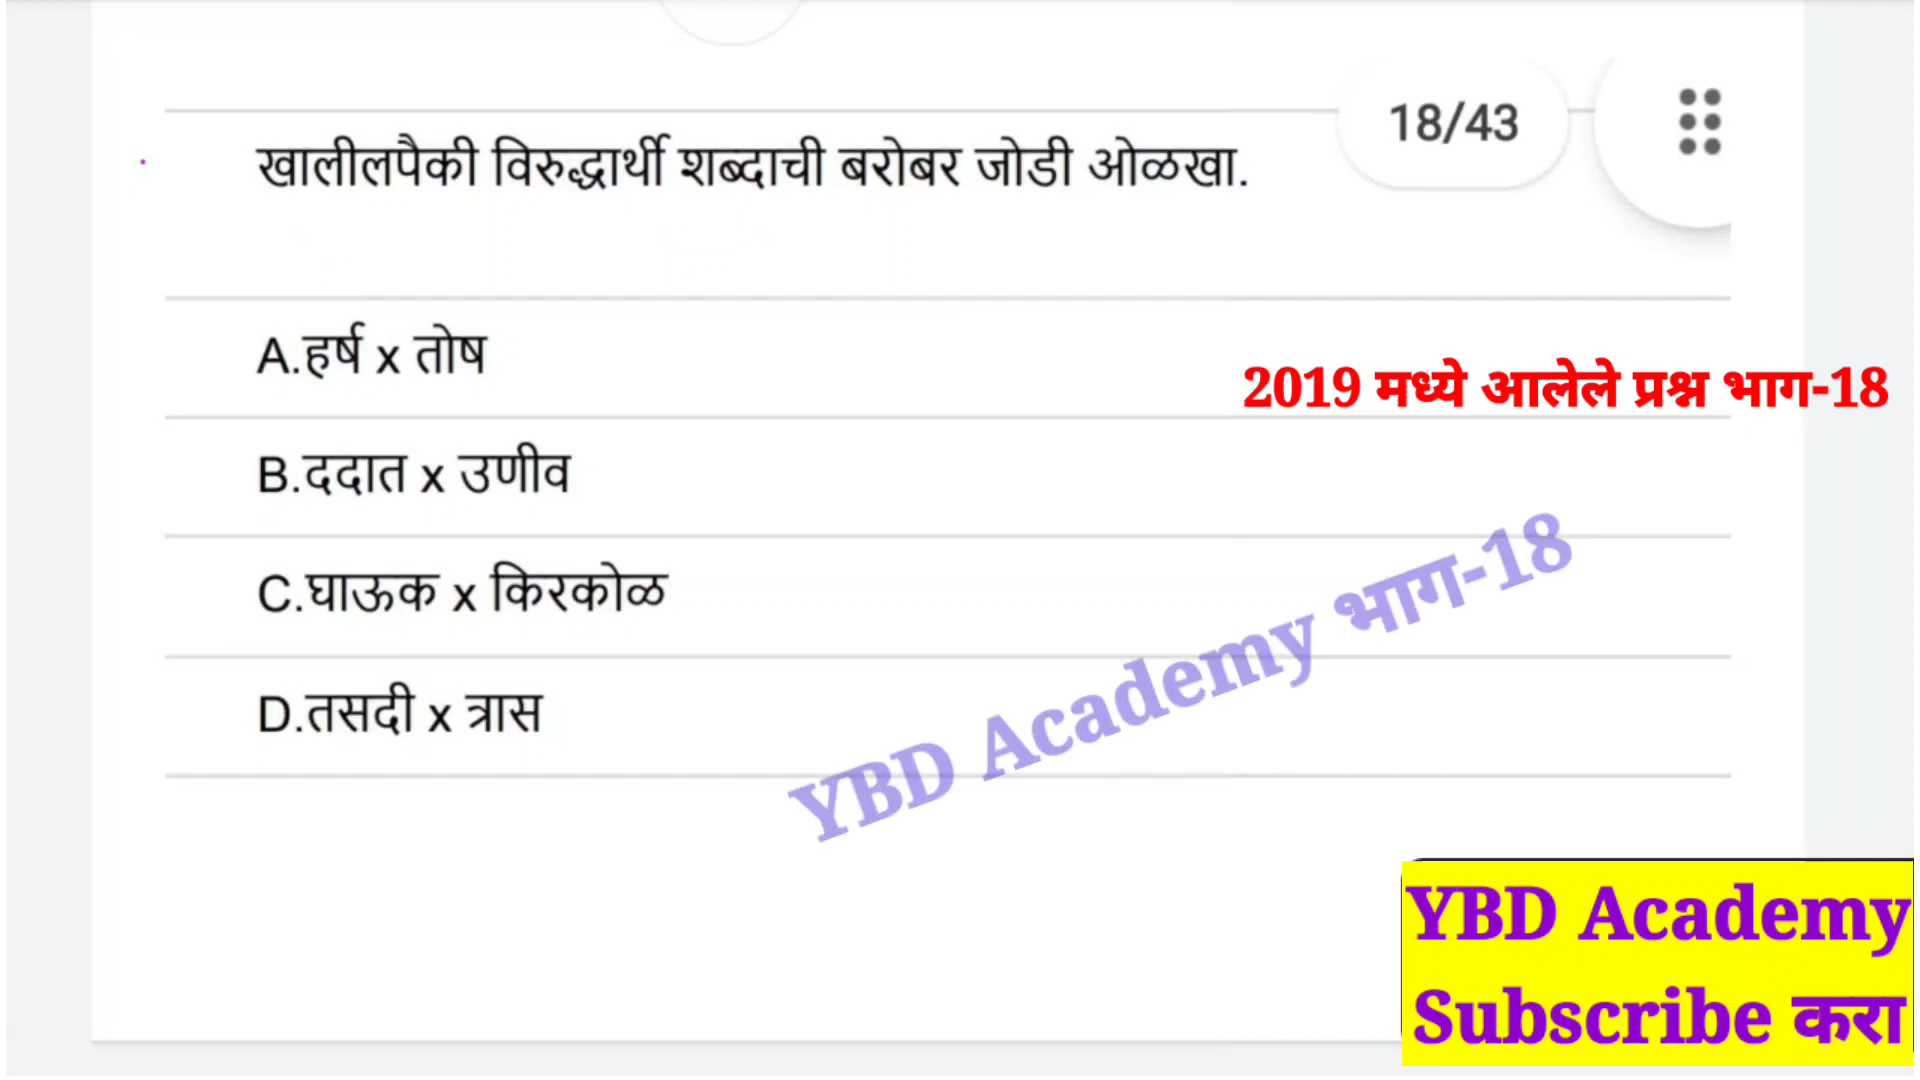 18/43
खालीलपैकी विरुद्धार्थी शब्दाची बरोबर जोडी ओळखा.
A.हर्ष x तोष
2019 मध्ये आलेले प्रश्न भाग-18
B.ददात x उणीव
C.घाऊक x किरकोळ
D.तसदी x त्रास
YBD Academy भाग-18
YBD Academy
Subscribe करा